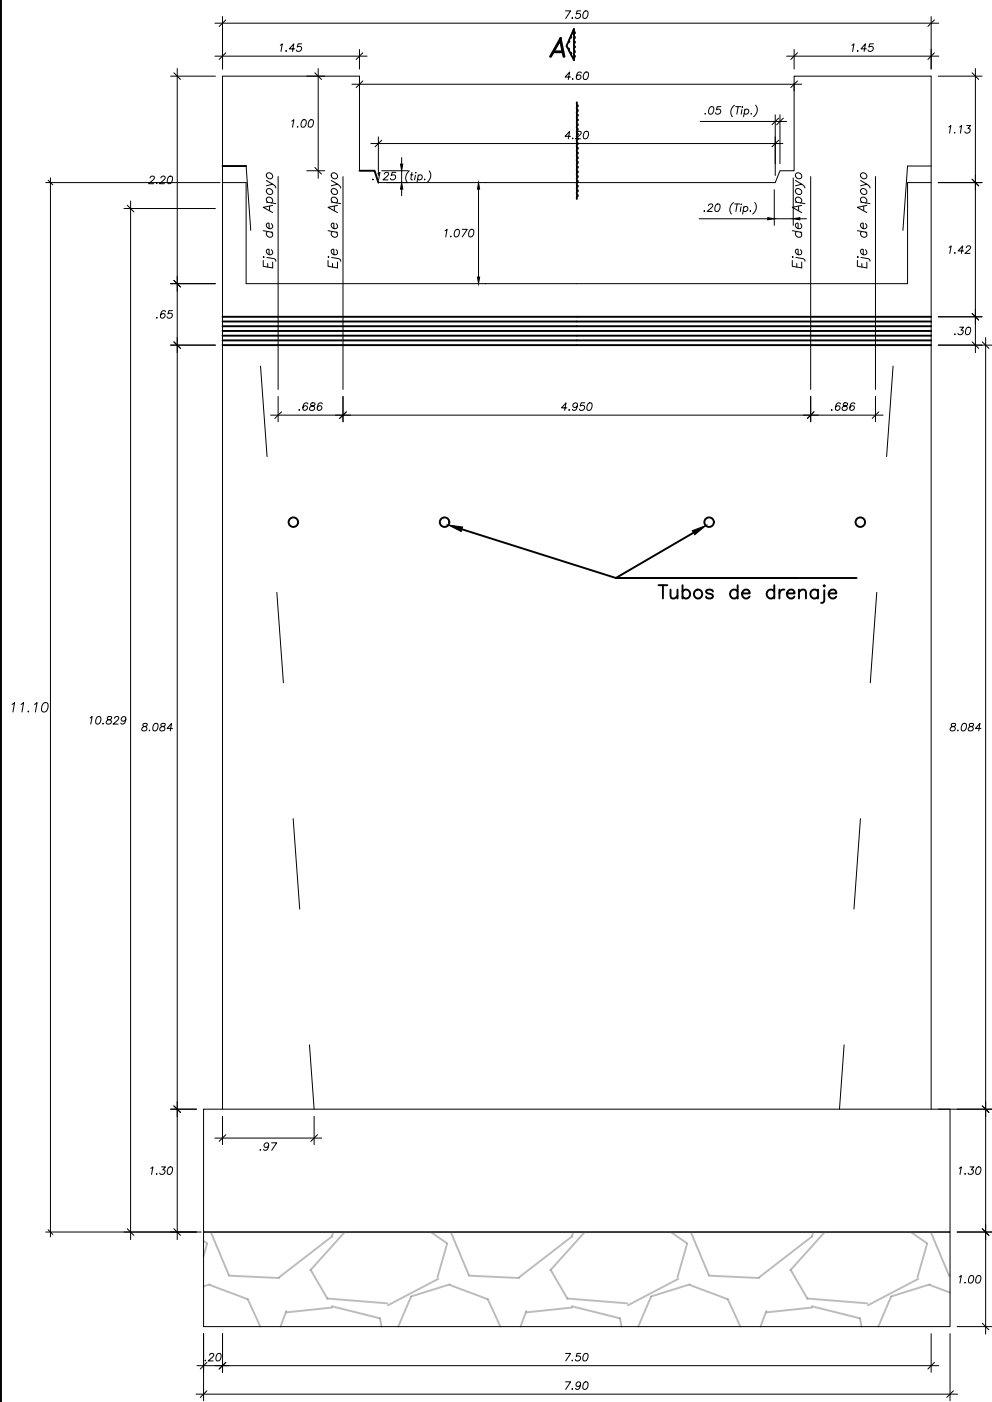 7.50
1.45
A
1.45
4.60
.05 (Tip.)
1.00
1.13
4.20
.125 (tip.)
2.20
Eje de Apoyo
Eje de Apoyo
Eje de Apoyo
Eje de Apoyo
.20 (Tip.)
1.070
1.42
.65
.30
.686
4.950
.686
Tubos de drenaje
11.10
10.829
8.084
8.084
.97
1.30
1.30
1.00
.20
7.50
7.90